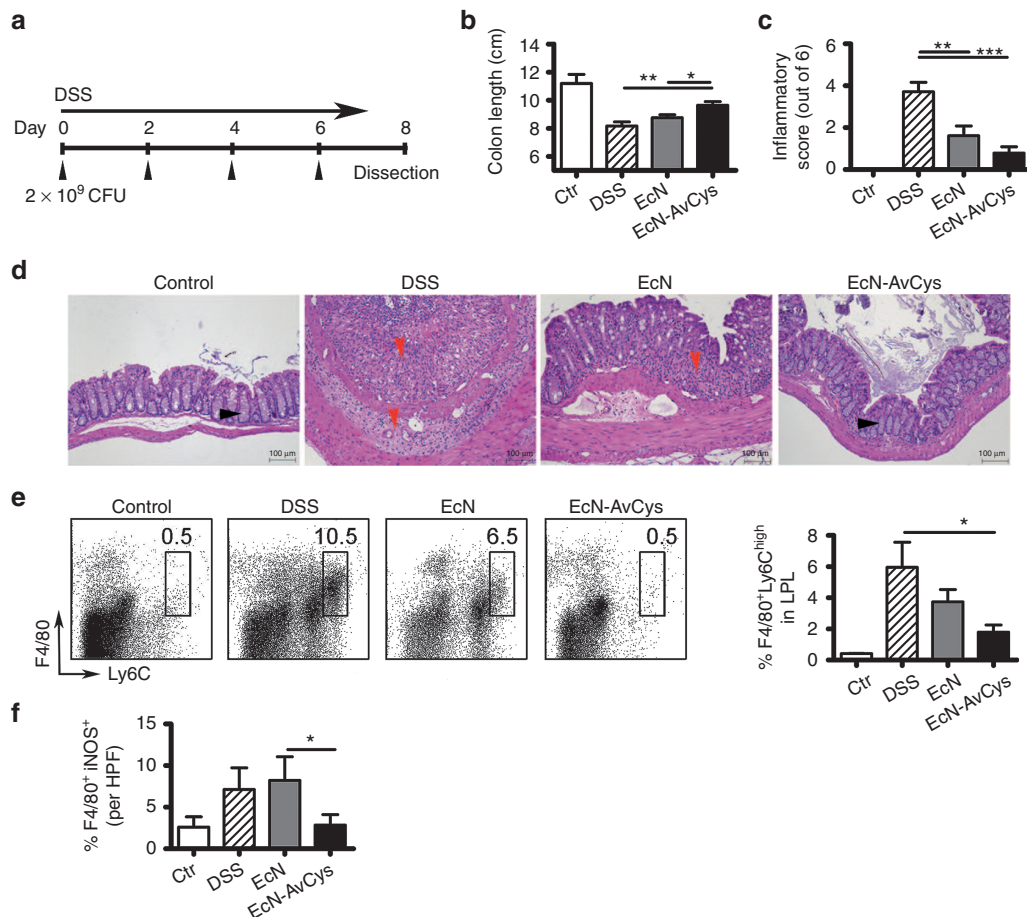 a
DSS
Day 0 2 4 6 8
Dissection
2 × 10⁹ CFU
b
Colon length (cm)
14
12
10
8
6
** *
Ctr DSS EcN EcN-AvCys
c
Inflammatory
score (out of 6)
6
4
2
0
** ***
Ctr DSS EcN EcN-AvCys
d
Control DSS EcN EcN-AvCys
100 μm 100 μm 100 μm 100 μm
e
Control DSS EcN EcN-AvCys
0.5 10.5 6.5 0.5
F4/80
Ly6C
% F4/80⁺Ly6Cʰⁱᵍʰ
in LPL
8
6
4
2
0
*
Ctr DSS EcN EcN-AvCys
f
% F4/80⁺ iNOS⁺
(per HPF)
15
10
5
0
*
Ctr DSS EcN EcN-AvCys